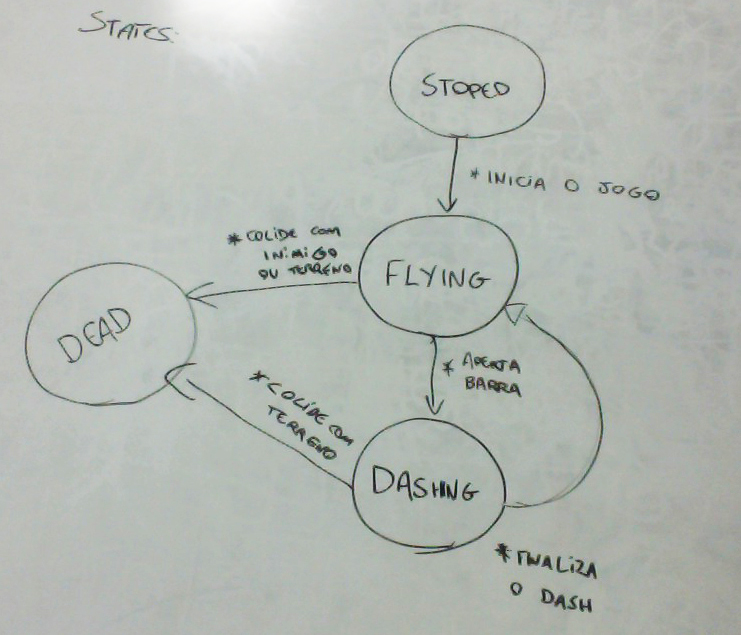 STATES:
STOPED
* INICIA O JOGO
* COLIDE COM
INIMIGO
OU TERRENO
FLYING
DEAD
* APERTA
BARRA
* COLIDE COM
TERRENO
DASHING
* FINALIZA
O DASH